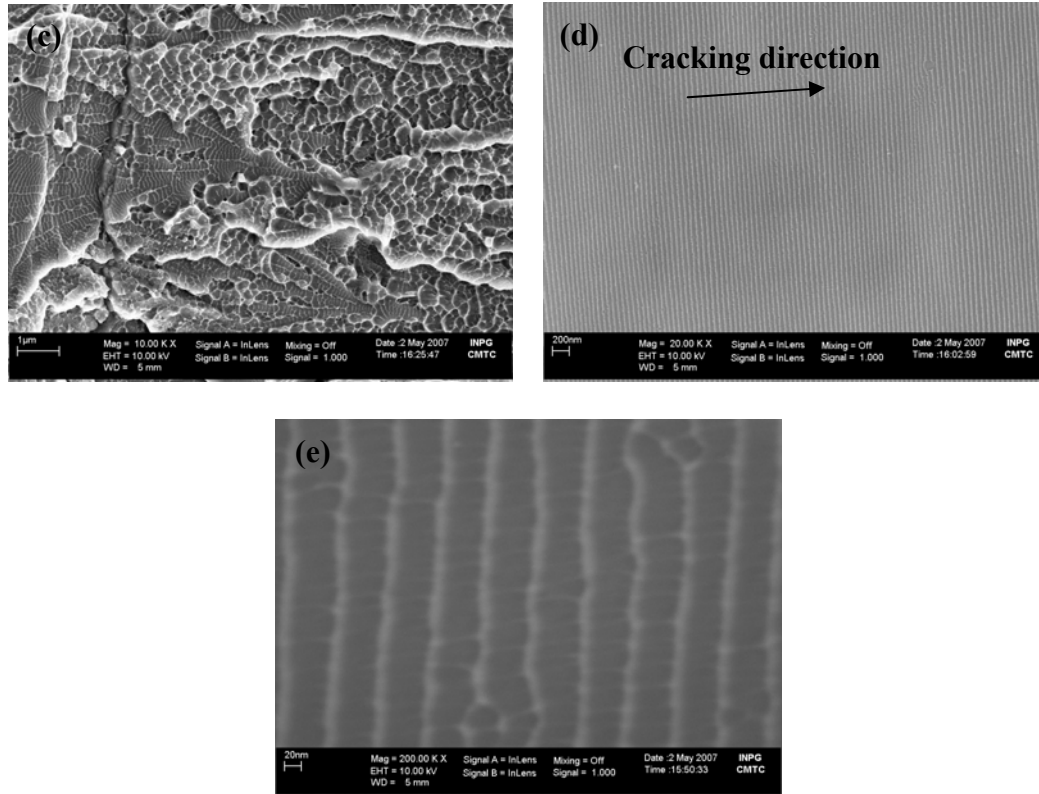 (c)
1µm
Mag = 10.00 K X
EHT = 10.00 kV
WD = 5 mm
Signal A = InLens
Signal B = InLens
Mixing = Off
Signal = 1.000
Date :2 May 2007
Time :16:25:47
INPG
CMTC
(d)
Cracking direction
200nm
Mag = 20.00 K X
EHT = 10.00 kV
WD = 5 mm
Signal A = InLens
Signal B = InLens
Mixing = Off
Signal = 1.000
Date :2 May 2007
Time :16:02:59
INPG
CMTC
(e)
20nm
Mag = 200.00 K X
EHT = 10.00 kV
WD = 5 mm
Signal A = InLens
Signal B = InLens
Mixing = Off
Signal = 1.000
Date :2 May 2007
Time :15:50:33
INPG
CMTC